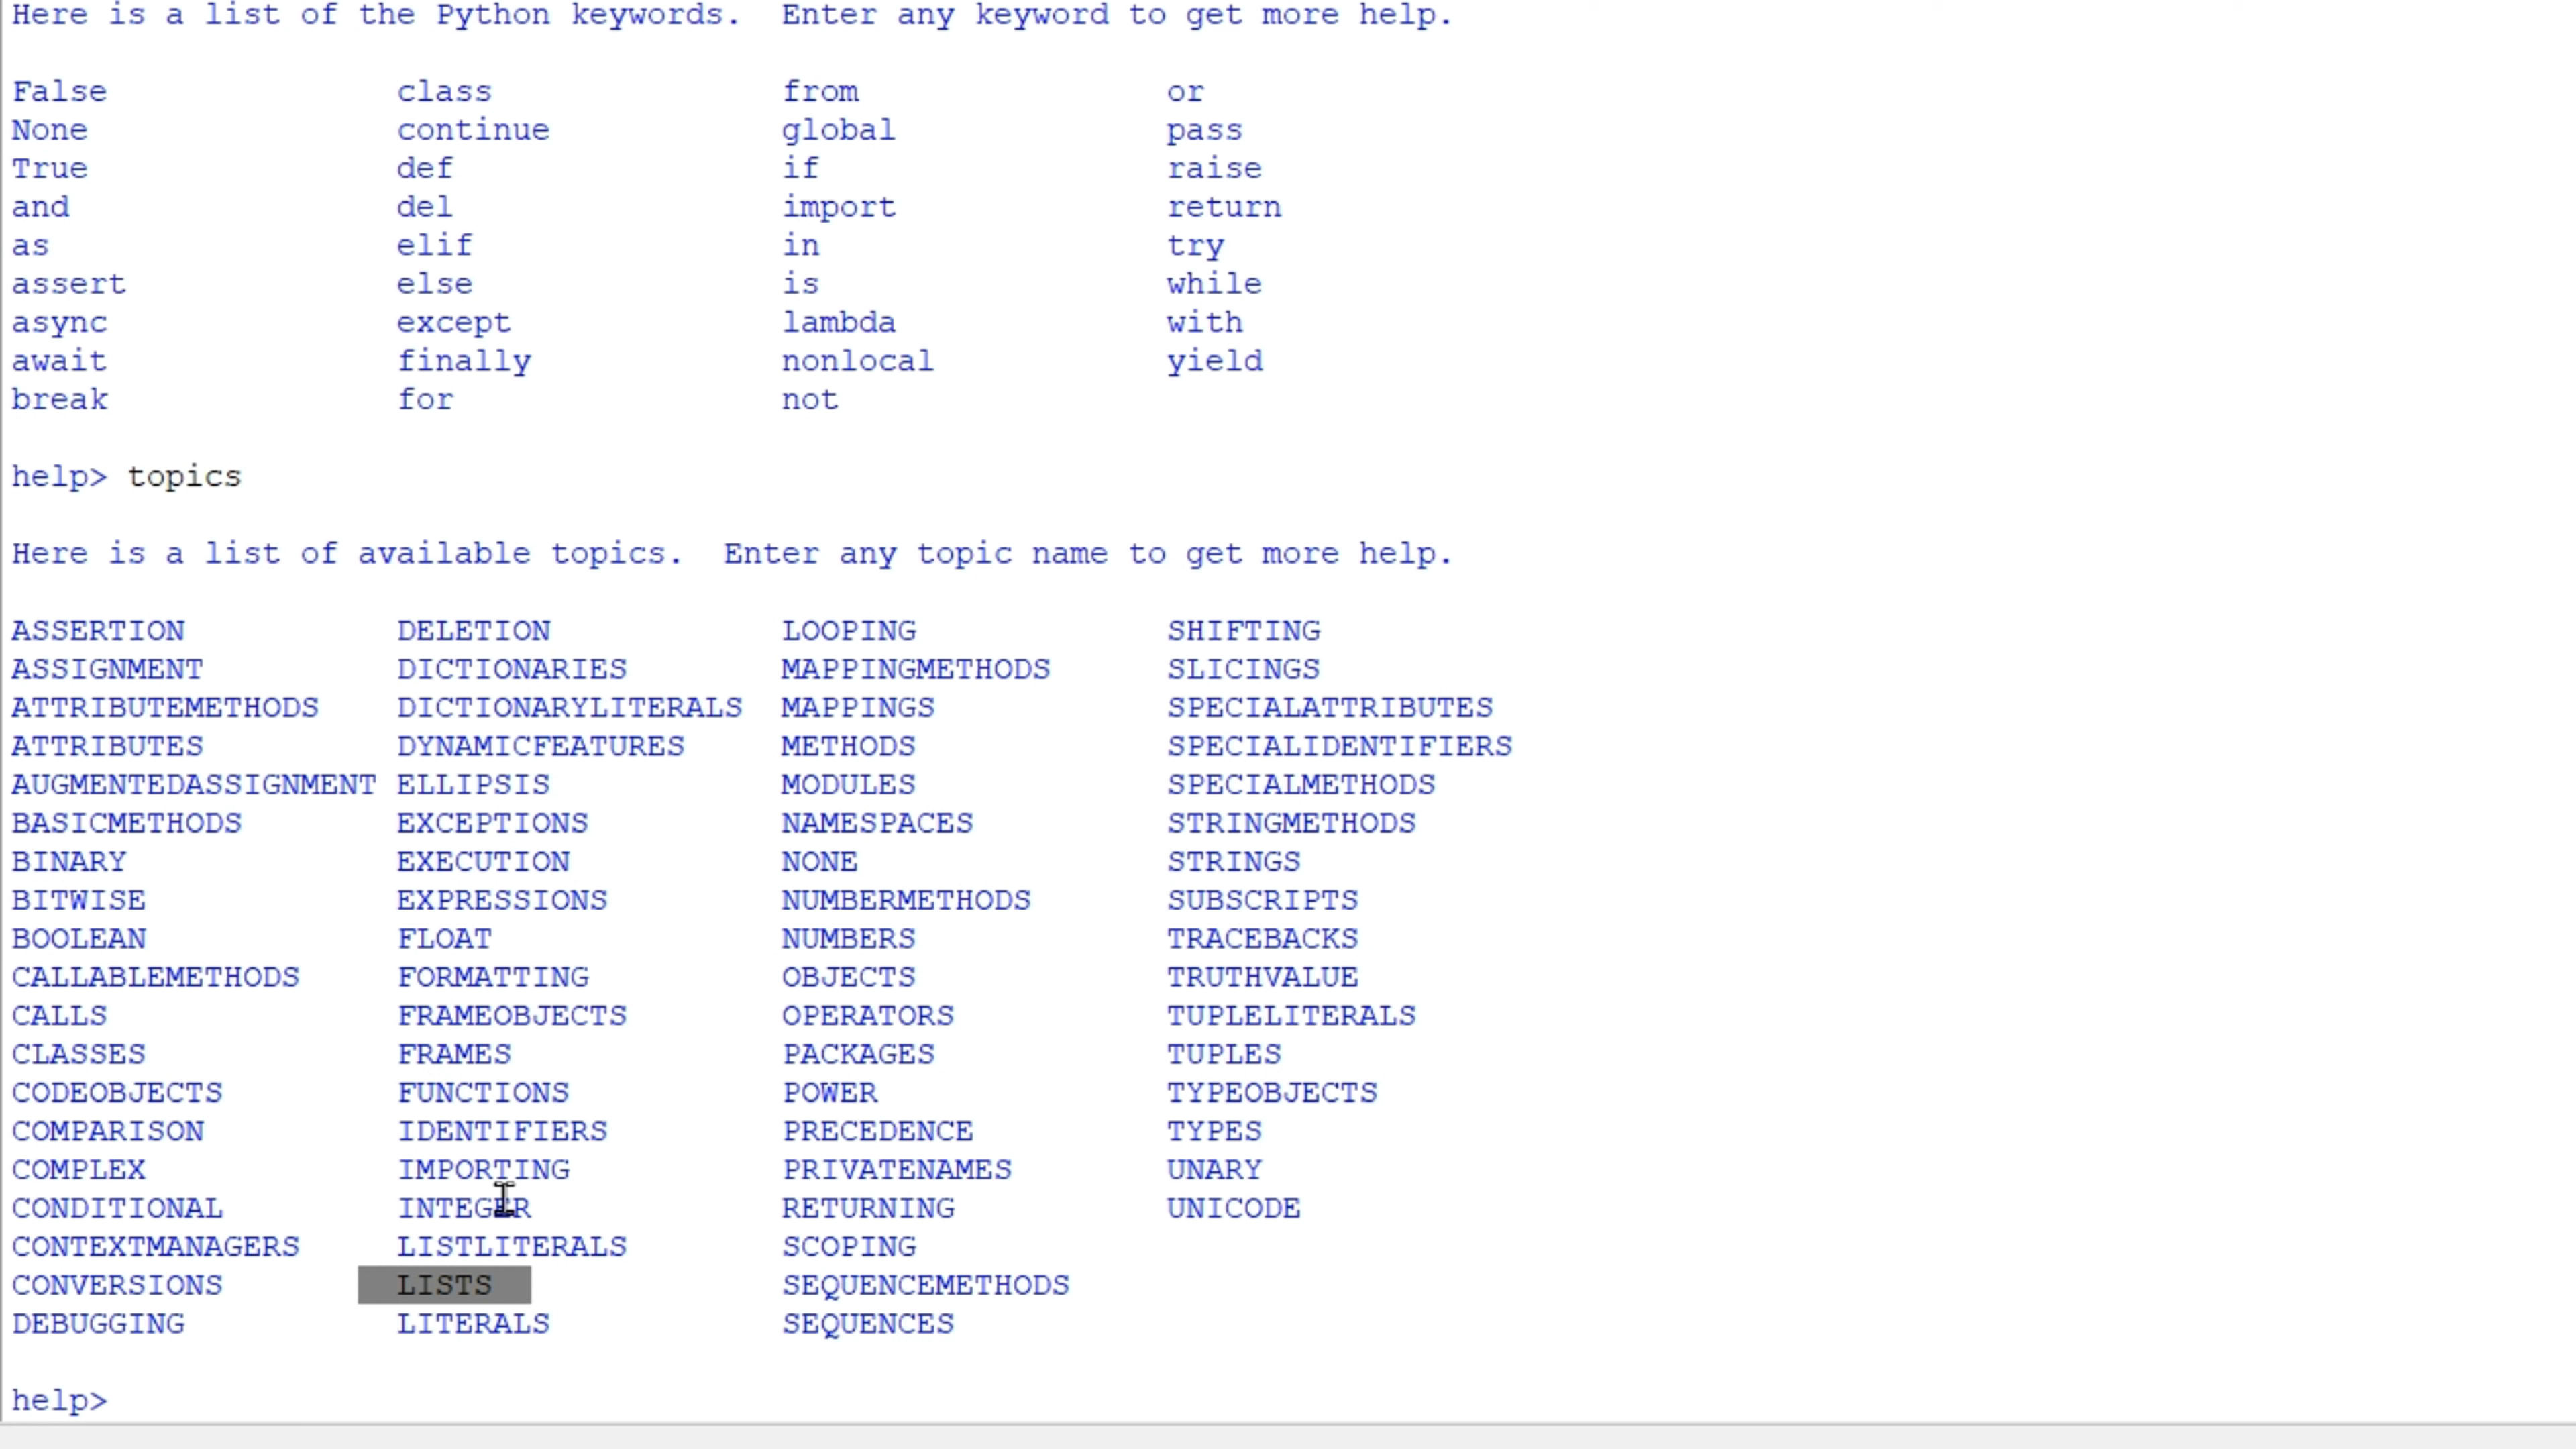 Here is a list of the Python keywords.  Enter any keyword to get more help.
False class from or
None continue global pass
True def if raise
and del import return
as elif in try
assert else is while
async except lambda with
await finally nonlocal yield
break for not
help> topics
Here is a list of available topics.  Enter any topic name to get more help.
ASSERTION DELETION LOOPING SHIFTING
ASSIGNMENT DICTIONARIES MAPPINGMETHODS SLICINGS
ATTRIBUTEMETHODS DICTIONARYLITERALS MAPPINGS SPECIALATTRIBUTES
ATTRIBUTES DYNAMICFEATURES METHODS SPECIALIDENTIFIERS
AUGMENTEDASSIGNMENT ELLIPSIS MODULES SPECIALMETHODS
BASICMETHODS EXCEPTIONS NAMESPACES STRINGMETHODS
BINARY EXECUTION NONE STRINGS
BITWISE EXPRESSIONS NUMBERMETHODS SUBSCRIPTS
BOOLEAN FLOAT NUMBERS TRACEBACKS
CALLABLEMETHODS FORMATTING OBJECTS TRUTHVALUE
CALLS FRAMEOBJECTS OPERATORS TUPLELITERALS
CLASSES FRAMES PACKAGES TUPLES
CODEOBJECTS FUNCTIONS POWER TYPEOBJECTS
COMPARISON IDENTIFIERS PRECEDENCE TYPES
COMPLEX IMPORTING PRIVATENAMES UNARY
CONDITIONAL INTEGER RETURNING UNICODE
CONTEXTMANAGERS LISTLITERALS SCOPING
CONVERSIONS LISTS SEQUENCEMETHODS
DEBUGGING LITERALS SEQUENCES
help>